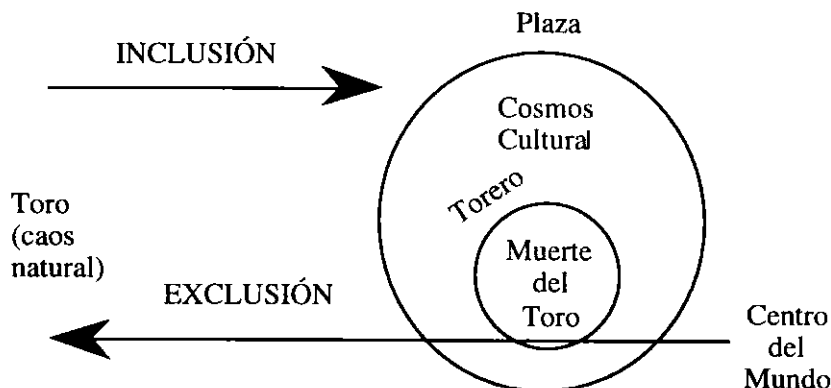 Plaza
INCLUSIÓN
Cosmos
Cultural
Torero
Toro
(caos
natural)
Muerte
del
Toro
EXCLUSIÓN
Centro
del
Mundo